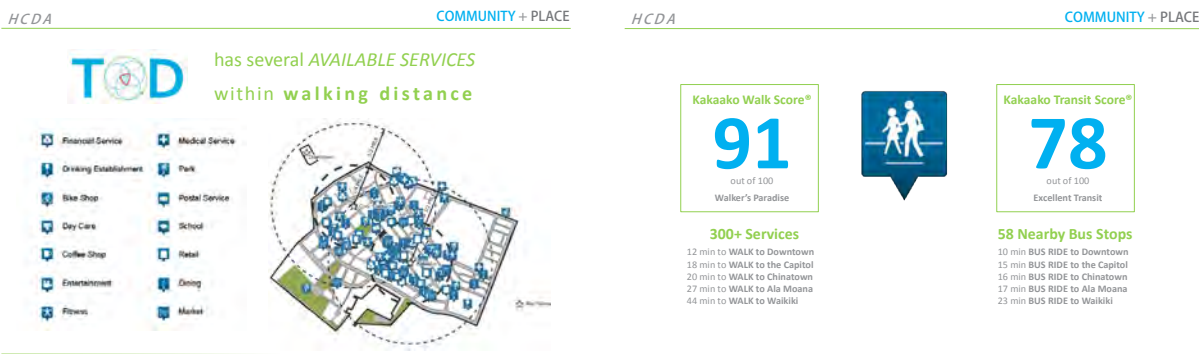 HCDA
COMMUNITY + PLACE
TOD
has several AVAILABLE SERVICES
within walking distance
Financial Service
Medical Service
Drinking Establishment
Park
Bike Shop
Postal Service
Day Care
School
Coffee Shop
Retail
Entertainment
Dining
Fitness
Market
HCDA
COMMUNITY + PLACE
Kakaako Walk Score®
91
out of 100
Walker's Paradise
300+ Services
12 min to WALK to Downtown
18 min to WALK to the Capitol
20 min to WALK to Chinatown
27 min to WALK to Ala Moana
44 min to WALK to Waikiki
Kakaako Transit Score®
78
out of 100
Excellent Transit
58 Nearby Bus Stops
10 min BUS RIDE to Downtown
15 min BUS RIDE to the Capitol
16 min BUS RIDE to Chinatown
17 min BUS RIDE to Ala Moana
23 min BUS RIDE to Waikiki